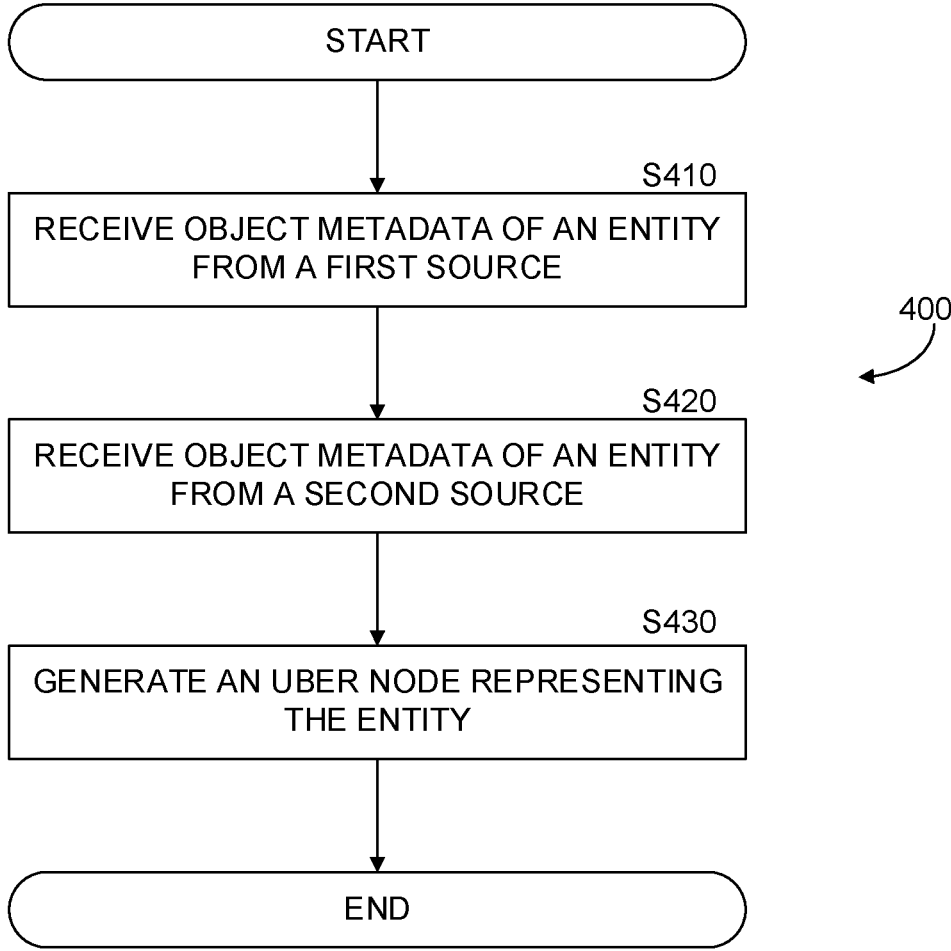 START
S410
RECEIVE OBJECT METADATA OF AN ENTITY
FROM A FIRST SOURCE
400
S420
RECEIVE OBJECT METADATA OF AN ENTITY
FROM A SECOND SOURCE
S430
GENERATE AN UBER NODE REPRESENTING
THE ENTITY
END